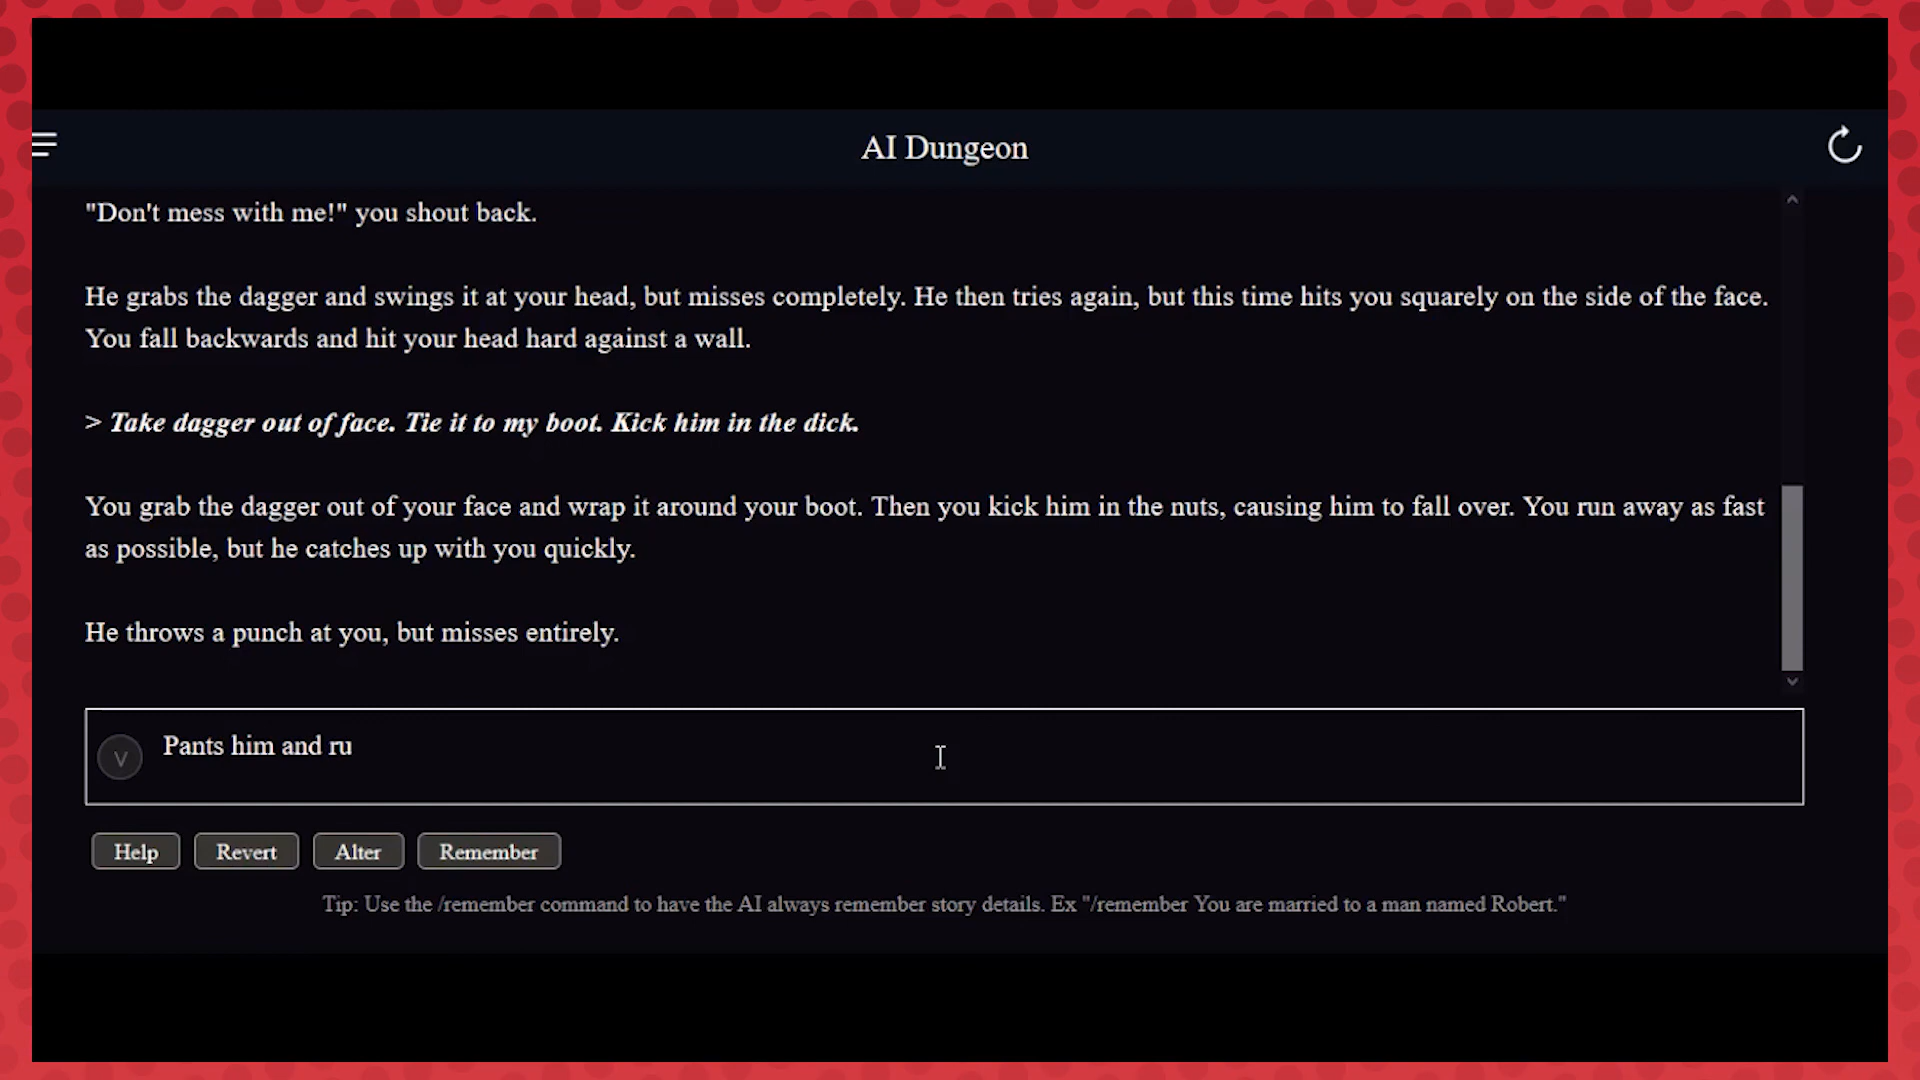 AI Dungeon
"Don't mess with me!" you shout back.
He grabs the dagger and swings it at your head, but misses completely. He then tries again, but this time hits you squarely on the side of the face.
You fall backwards and hit your head hard against a wall.
> Take dagger out of face. Tie it to my boot. Kick him in the dick.
You grab the dagger out of your face and wrap it around your boot. Then you kick him in the nuts, causing him to fall over. You run away as fast
as possible, but he catches up with you quickly.
He throws a punch at you, but misses entirely.
V Pants him and ru
Help Revert Alter Remember
Tip: Use the /remember command to have the AI always remember story details. Ex "/remember You are married to a man named Robert."